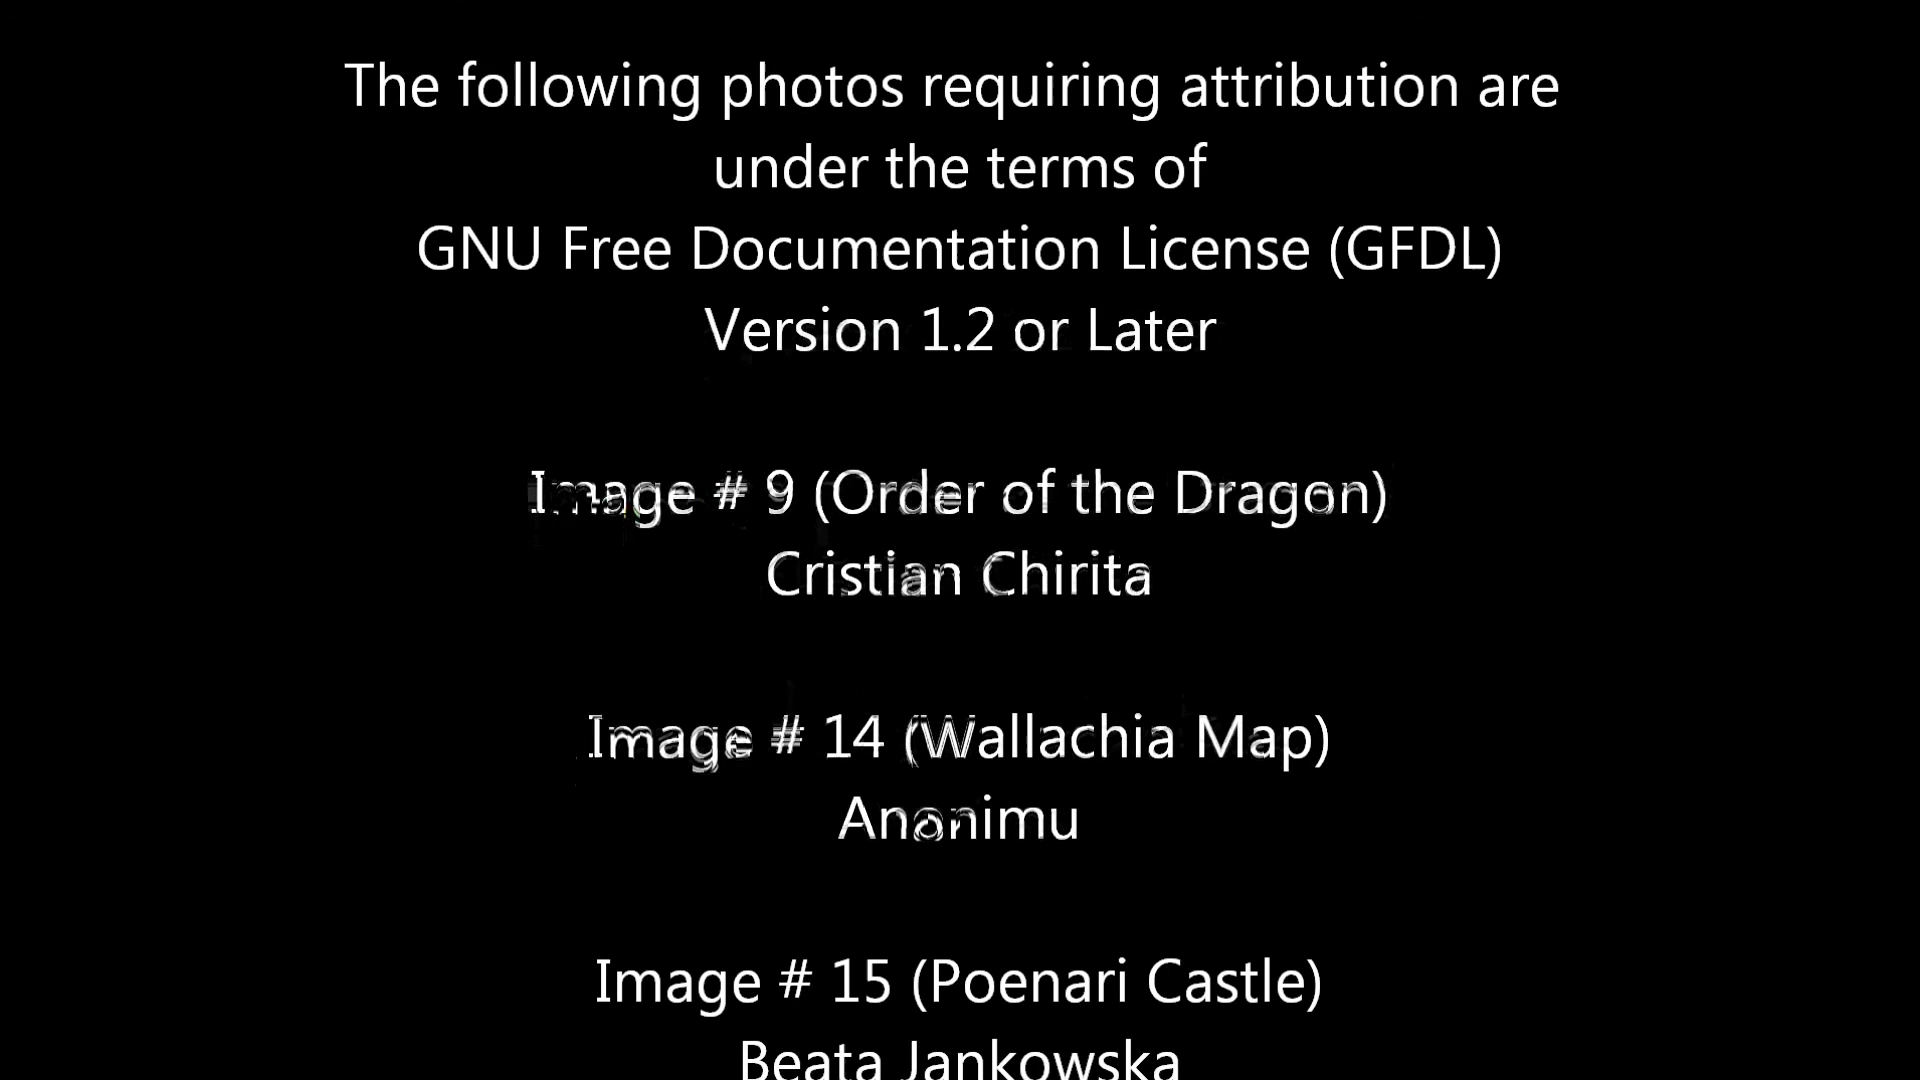 The following photos requiring attribution are
under the terms of
GNU Free Documentation License (GFDL)
Version 1.2 or Later
Image # 9 (Order of the Dragon)
Cristian Chirita
Image # 14 (Wallachia Map)
Anonimu
Image # 15 (Poenari Castle)
Beata Jankowska